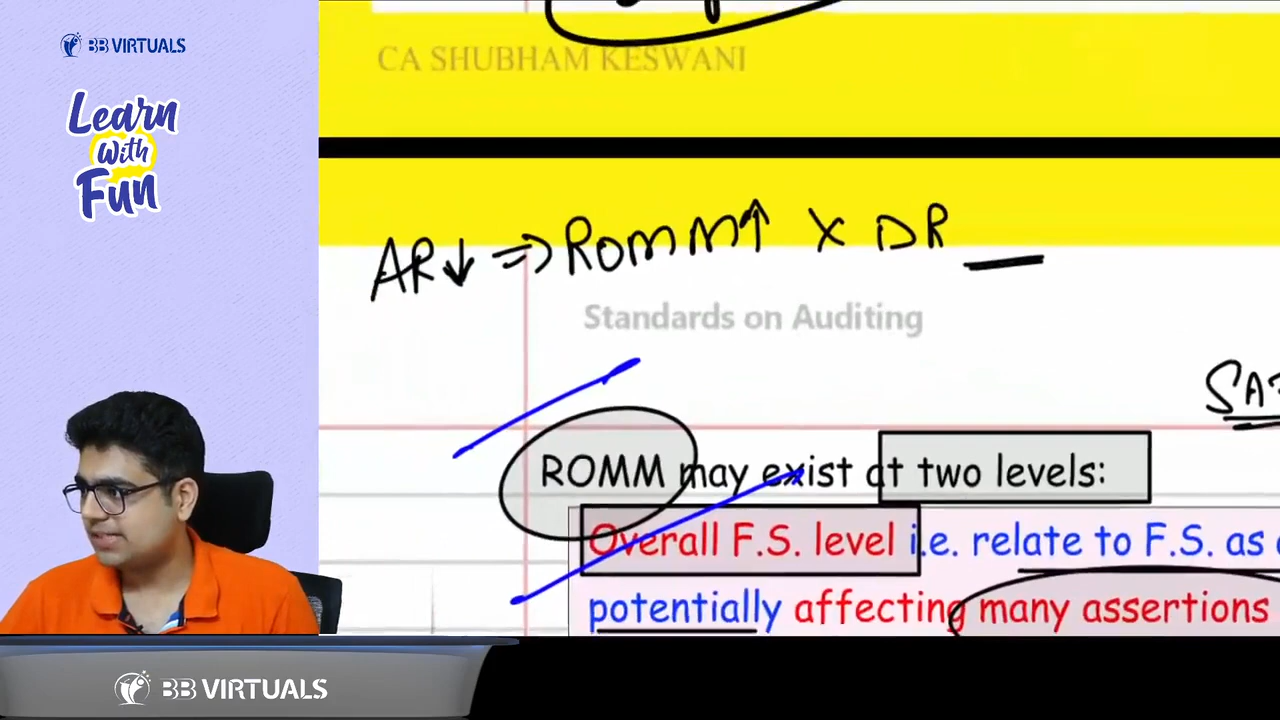 BB VIRTUALS
Learn
with
Fun
CA SHUBHAM KESWANI
AR↓ ⇒ ROMM↑ X DR
Standards on Auditing
ROMM may exist at two levels:
Overall F.S. level i.e. relate to F.S. as
potentially affecting many assertions
BB VIRTUALS